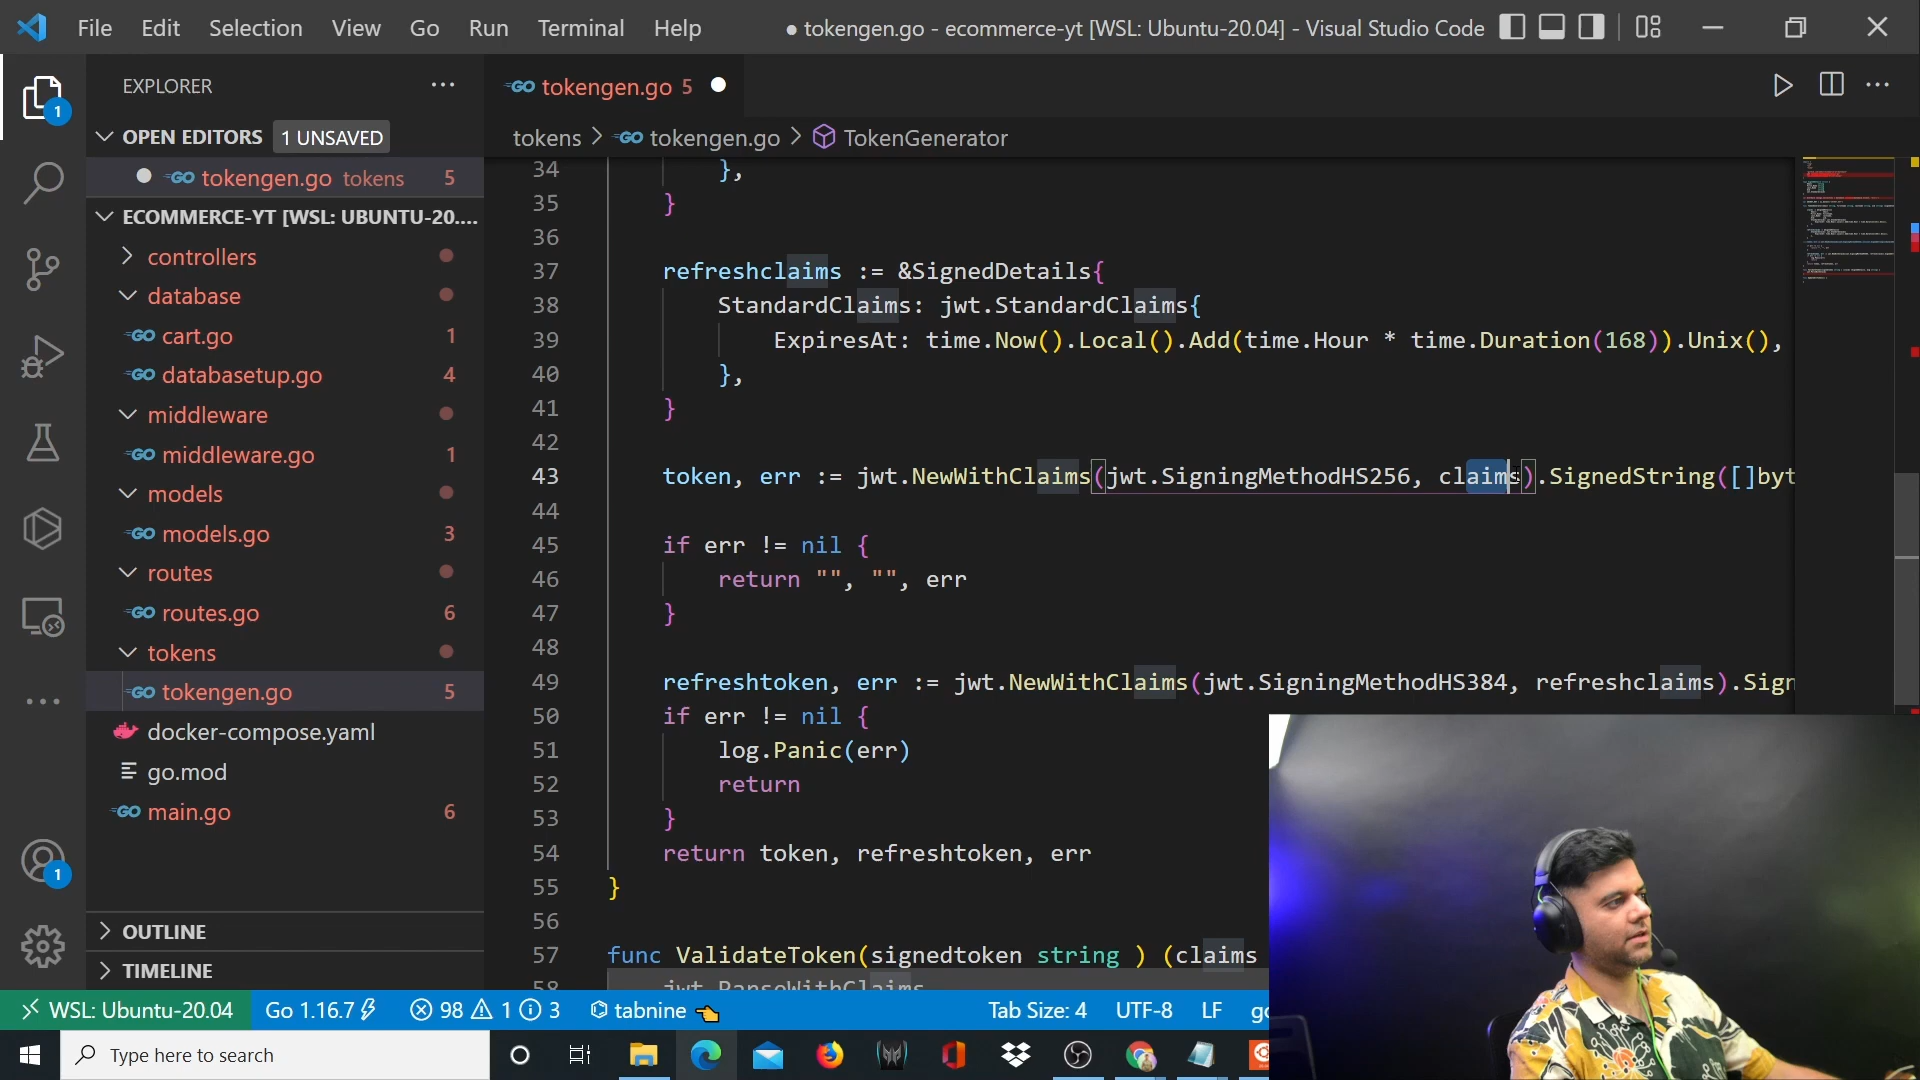 File Edit Selection View Go Run Terminal Help
● tokengen.go - ecommerce-yt [WSL: Ubuntu-20.04] - Visual Studio Code
EXPLORER
OPEN EDITORS 1 UNSAVED
tokengen.go tokens 5
ECOMMERCE-YT [WSL: UBUNTU-20....
controllers
database
cart.go 1
databasetup.go 4
middleware
middleware.go 1
models
models.go 3
routes
routes.go 6
tokens
tokengen.go 5
docker-compose.yaml
go.mod
main.go 6
OUTLINE
TIMELINE
1
1
tokengen.go 5
tokens > tokengen.go > TokenGenerator
34 },
35 }
36
37 refreshclaims := &SignedDetails{
38 StandardClaims: jwt.StandardClaims{
39 ExpiresAt: time.Now().Local().Add(time.Hour * time.Duration(168)).Unix(),
40 },
41 }
42
43 token, err := jwt.NewWithClaims(jwt.SigningMethodHS256, claims).SignedString([]byt
44
45 if err != nil {
46 return "", "", err
47 }
48
49 refreshtoken, err := jwt.NewWithClaims(jwt.SigningMethodHS384, refreshclaims).Sign
50 if err != nil {
51 log.Panic(err)
52 return
53 }
54 return token, refreshtoken, err
55 }
56
57 func ValidateToken(signedtoken string ) (claims
58 jwt.ParseWithClaims
WSL: Ubuntu-20.04 Go 1.16.7 98 1 3 tabnine Tab Size: 4 UTF-8 LF
Type here to search